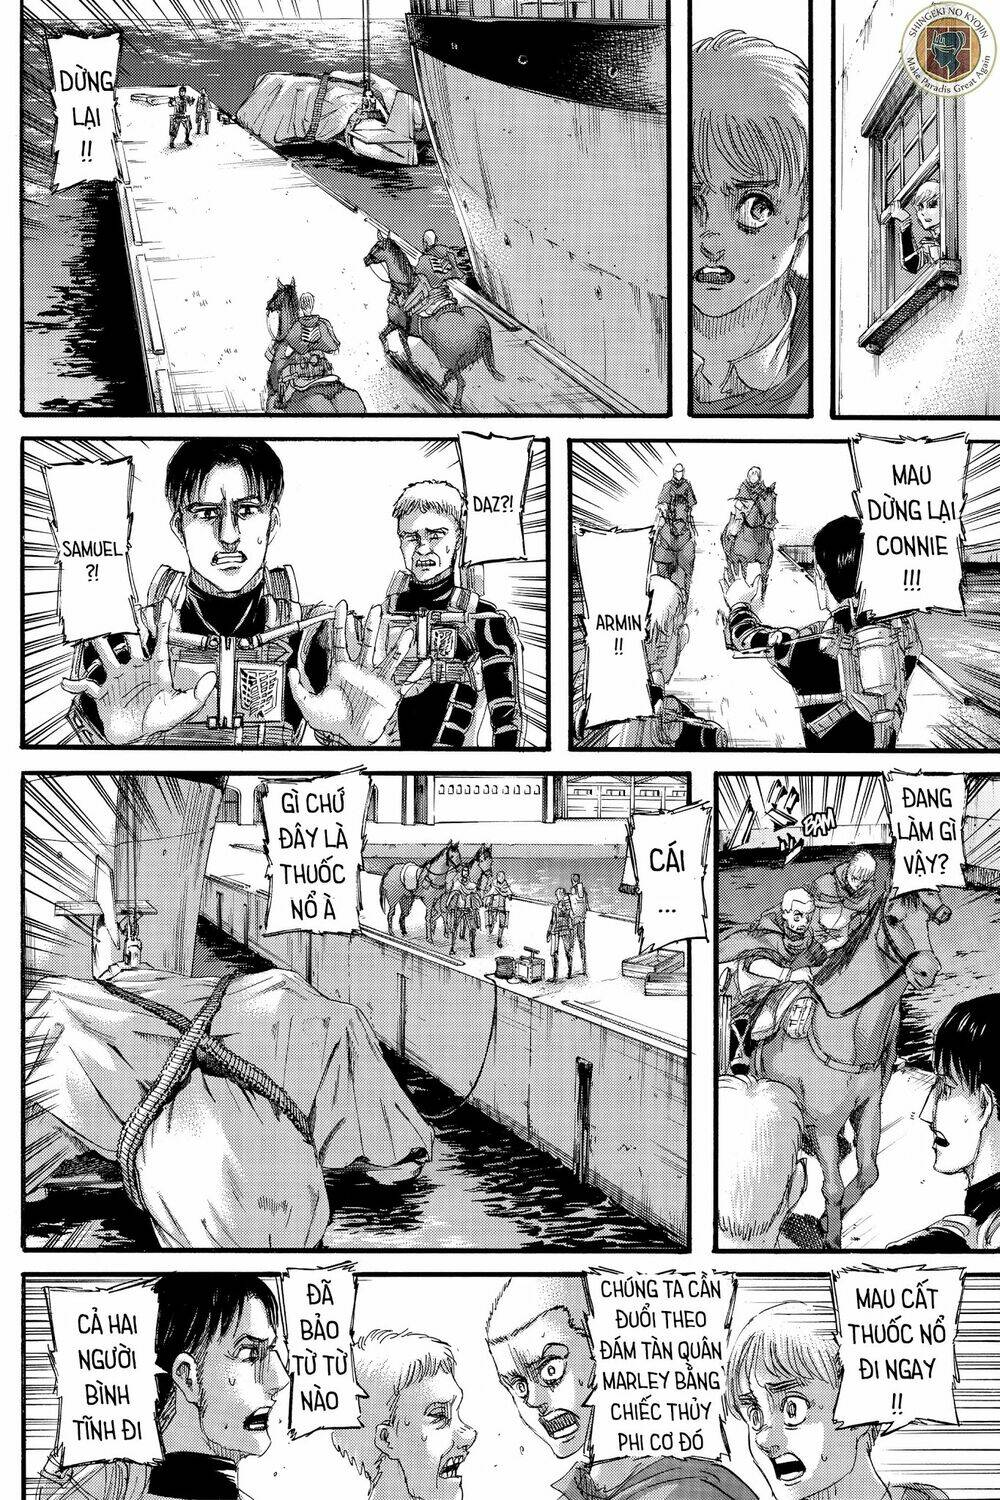 SHINGEKI NO KYOJIN
Make Paradis Great Again
DỪNG
LẠI
!!
MAU
DỪNG LẠI
CONNIE
!!!
ARMIN
!!
DAZ?!
SAMUEL
?!
ĐANG
LÀM GÌ
VẬY?
BAM
CÁI
...
GÌ CHỨ
ĐÂY LÀ
THUỐC
NỔ À
MAU CẤT
THUỐC NỔ
ĐI NGAY
!!
CHÚNG TA CẦN
ĐUỔI THEO
ĐÁM TÀN QUÂN
MARLEY BẰNG
CHIẾC THỦY
PHI CƠ ĐÓ
ĐÃ
BẢO
TỪ TỪ
NÀO
CẢ HAI
NGƯỜI
BÌNH
TĨNH ĐI